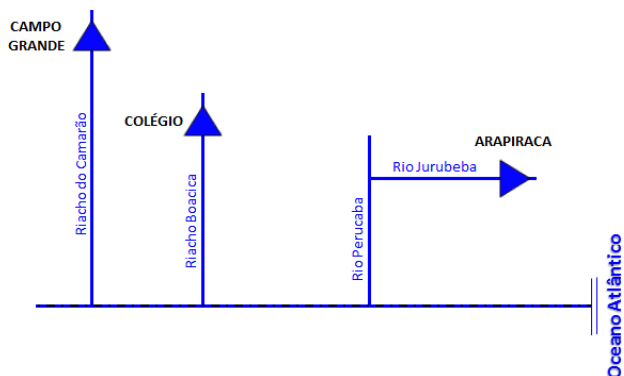 CAMPO
GRANDE
COLÉGIO
ARAPIRACA
Riacho do Camarão
Riacho Boacica
Rio Perucaba
Rio Jurubeba
Oceano Atlântico